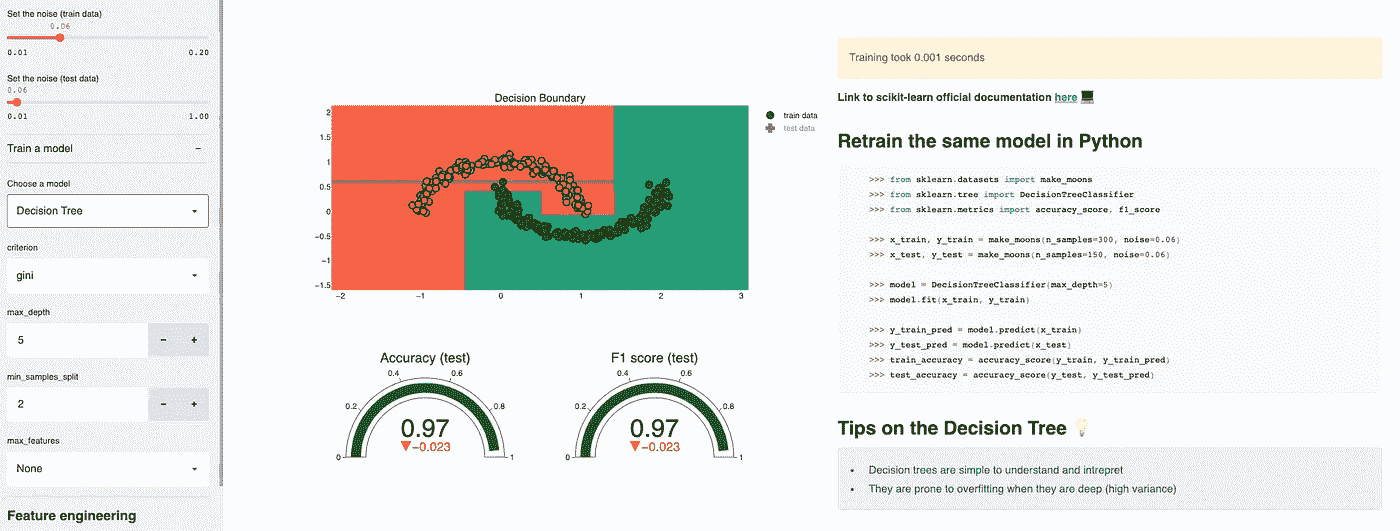 Set the noise (train data)
0.06
0.01 0.20
Set the noise (test data)
0.06
0.01 1.00
Train a model −
Choose a model
Decision Tree
criterion
gini
max_depth
5 − +
min_samples_split
2 − +
max_features
None
Feature engineering
Decision Boundary
2
1.5
1
0.5
0
−0.5
−1
−1.5
−2 −1 0 1 2 3
train data
test data
Accuracy (test)
0 0.2 0.4 0.6 0.8 1
0.97
▼−0.023
F1 score (test)
0 0.2 0.4 0.6 0.8 1
0.97
▼−0.023
Training took 0.001 seconds
Link to scikit-learn official documentation here 💻
Retrain the same model in Python
>>> from sklearn.datasets import make_moons
>>> from sklearn.tree import DecisionTreeClassifier
>>> from sklearn.metrics import accuracy_score, f1_score
>>> x_train, y_train = make_moons(n_samples=300, noise=0.06)
>>> x_test, y_test = make_moons(n_samples=150, noise=0.06)
>>> model = DecisionTreeClassifier(max_depth=5)
>>> model.fit(x_train, y_train)
>>> y_train_pred = model.predict(x_train)
>>> y_test_pred = model.predict(x_test)
>>> train_accuracy = accuracy_score(y_train, y_train_pred)
>>> test_accuracy = accuracy_score(y_test, y_test_pred)
Tips on the Decision Tree 💡
• Decision trees are simple to understand and intrepret
• They are prone to overfitting when they are deep (high variance)